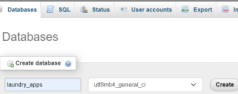 Databases SQL Status User accounts Export
Databases
Create database
laundry_apps utf8mb4_general_ci Create